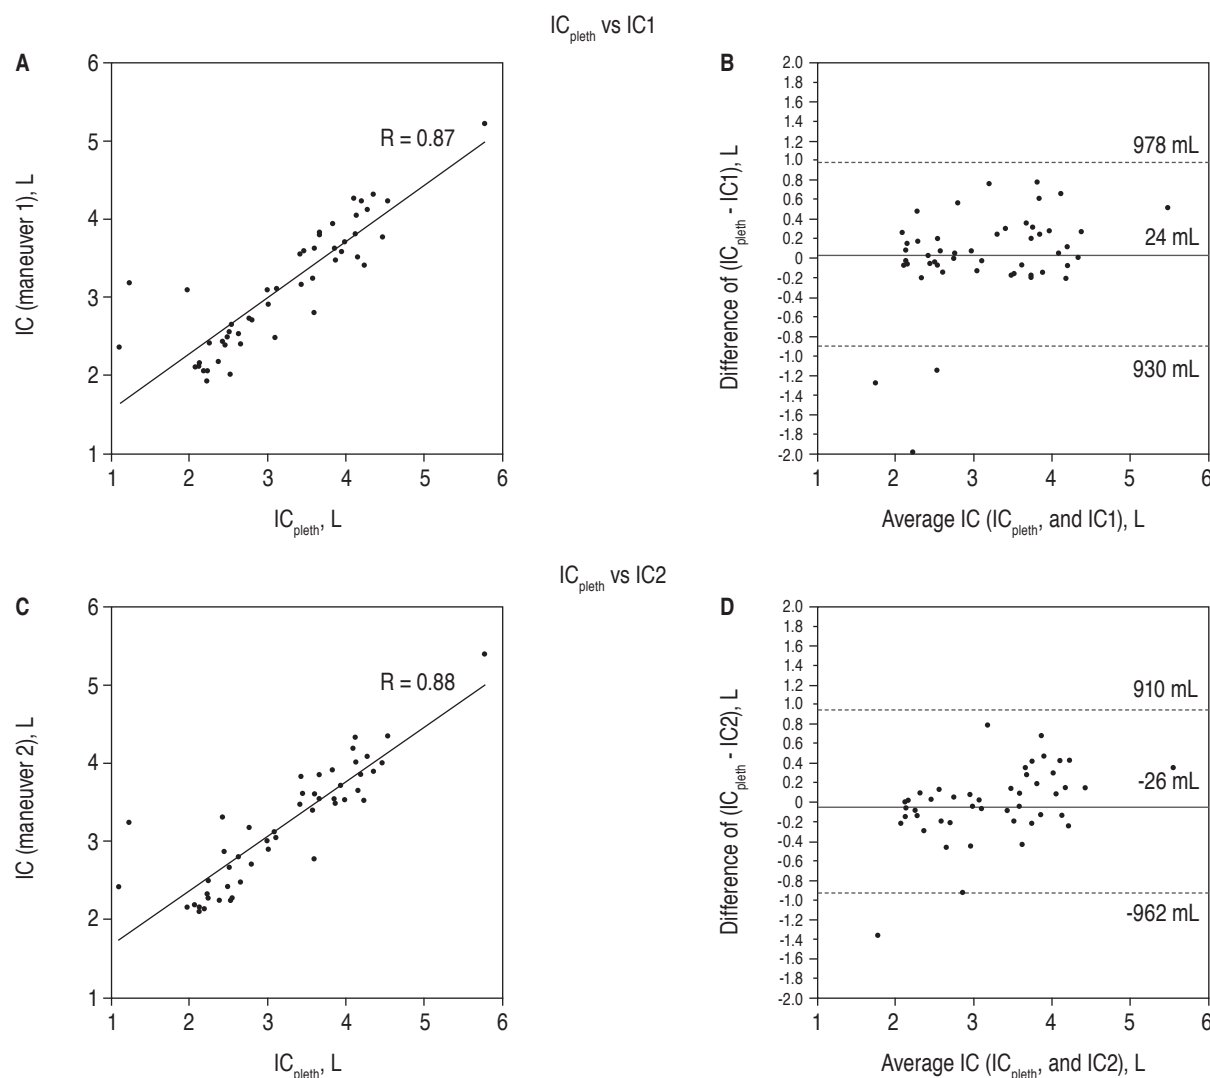 ICpleth vs IC1
A
IC (maneuver 1), L
6
5
4
3
2
1
R = 0.87
1 2 3 4 5 6
ICpleth, L
B
Difference of (ICpleth - IC1), L
2.0
1.8
1.6
1.4
1.2
1.0
0.8
0.6
0.4
0.2
0
-0.2
-0.4
-0.6
-0.8
-1.0
-1.2
-1.4
-1.6
-1.8
-2.0
978 mL
24 mL
930 mL
1 2 3 4 5 6
Average IC (ICpleth, and IC1), L
ICpleth vs IC2
C
IC (maneuver 2), L
6
5
4
3
2
1
R = 0.88
1 2 3 4 5 6
ICpleth, L
D
Difference of (ICpleth - IC2), L
2.0
1.8
1.6
1.4
1.2
1.0
0.8
0.6
0.4
0.2
0
-0.2
-0.4
-0.6
-0.8
-1.0
-1.2
-1.4
-1.6
-1.8
-2.0
910 mL
-26 mL
-962 mL
1 2 3 4 5 6
Average IC (ICpleth, and IC2), L